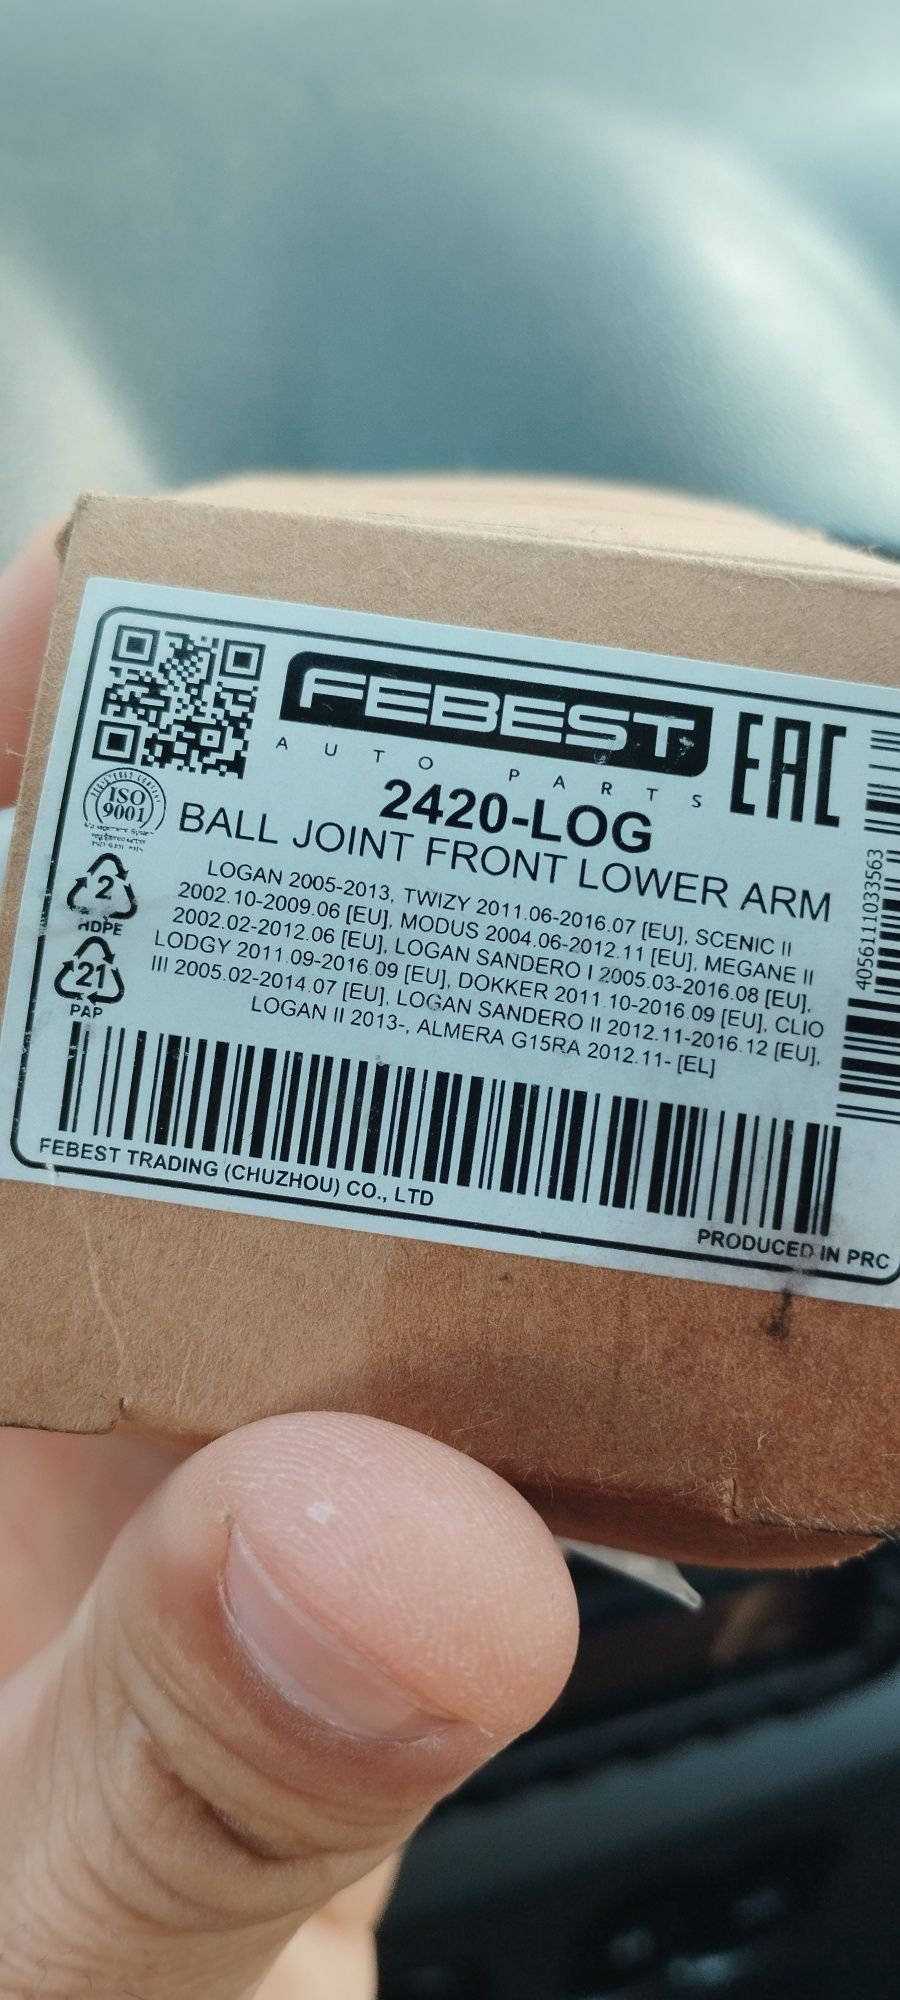 FEBEST
EAC
AUTO PARTS
2420-LOG
ISO
9001
BALL JOINT FRONT LOWER ARM
LOGAN 2005-2013, TWIZY 2011.06-2016.07 [EU], SCENIC II
2002.10-2009.06 [EU], MODUS 2004.06-2012.11 [EU], MEGANE II
2002.02-2012.06 [EU], LOGAN SANDERO I 2005.03-2016.08 [EU],
LODGY 2011.09-2016.09 [EU], DOKKER 2011.10-2016.09 [EU], CLIO
III 2005.02-2014.07 [EU], LOGAN SANDERO II 2012.11-2016.12 [EU],
LOGAN II 2013-, ALMERA G15RA 2012.11- [EL]
2
HDPE
21
PAP
4056111033563
FEBEST TRADING (CHUZHOU) CO., LTD
PRODUCED IN PRC